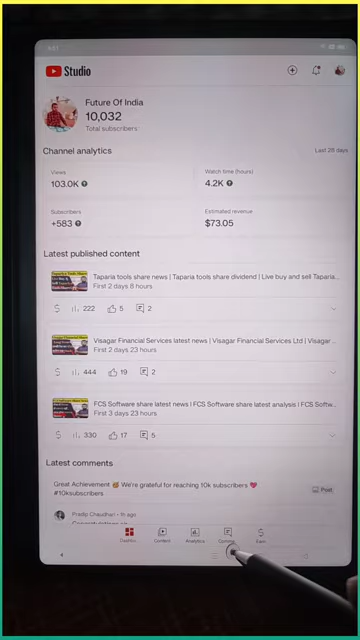 Studio
Future Of India
10,032
Total subscribers
Channel analytics
Last 28 days
Views
103.0K
Watch time (hours)
4.2K
Subscribers
+583
Estimated revenue
$73.05
Latest published content
Taparia tools share news | Taparia tools share dividend | Live buy and sell Taparia...
First 2 days 8 hours
$ 222 5 2
Visagar Financial Services latest news | Visagar Financial Services Ltd | Visagar ...
First 2 days 23 hours
$ 444 19 2
FCS Software share latest news I FCS Software share latest analysis I FCS Softw...
First 3 days 23 hours
$ 330 17 5
Latest comments
Great Achievement 🥳 We're grateful for reaching 10k subscribers 💖
#10ksubscribers
Post
Pradip Chaudhari • 1h ago
Content Analytics
Earn